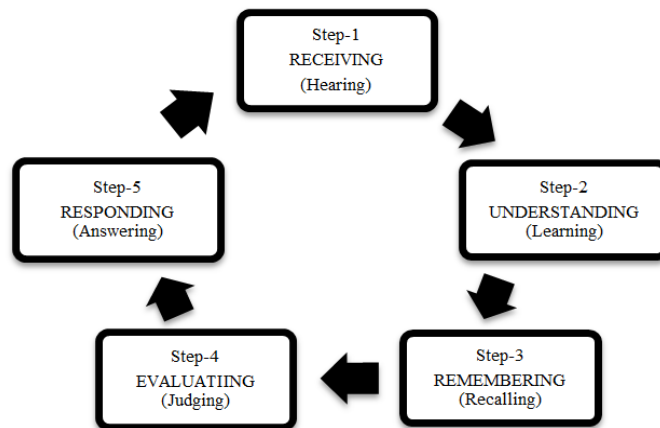 Step-1
RECEIVING
(Hearing)
Step-2
UNDERSTANDING
(Learning)
Step-3
REMEMBERING
(Recalling)
Step-4
EVALUATIING
(Judging)
Step-5
RESPONDING
(Answering)